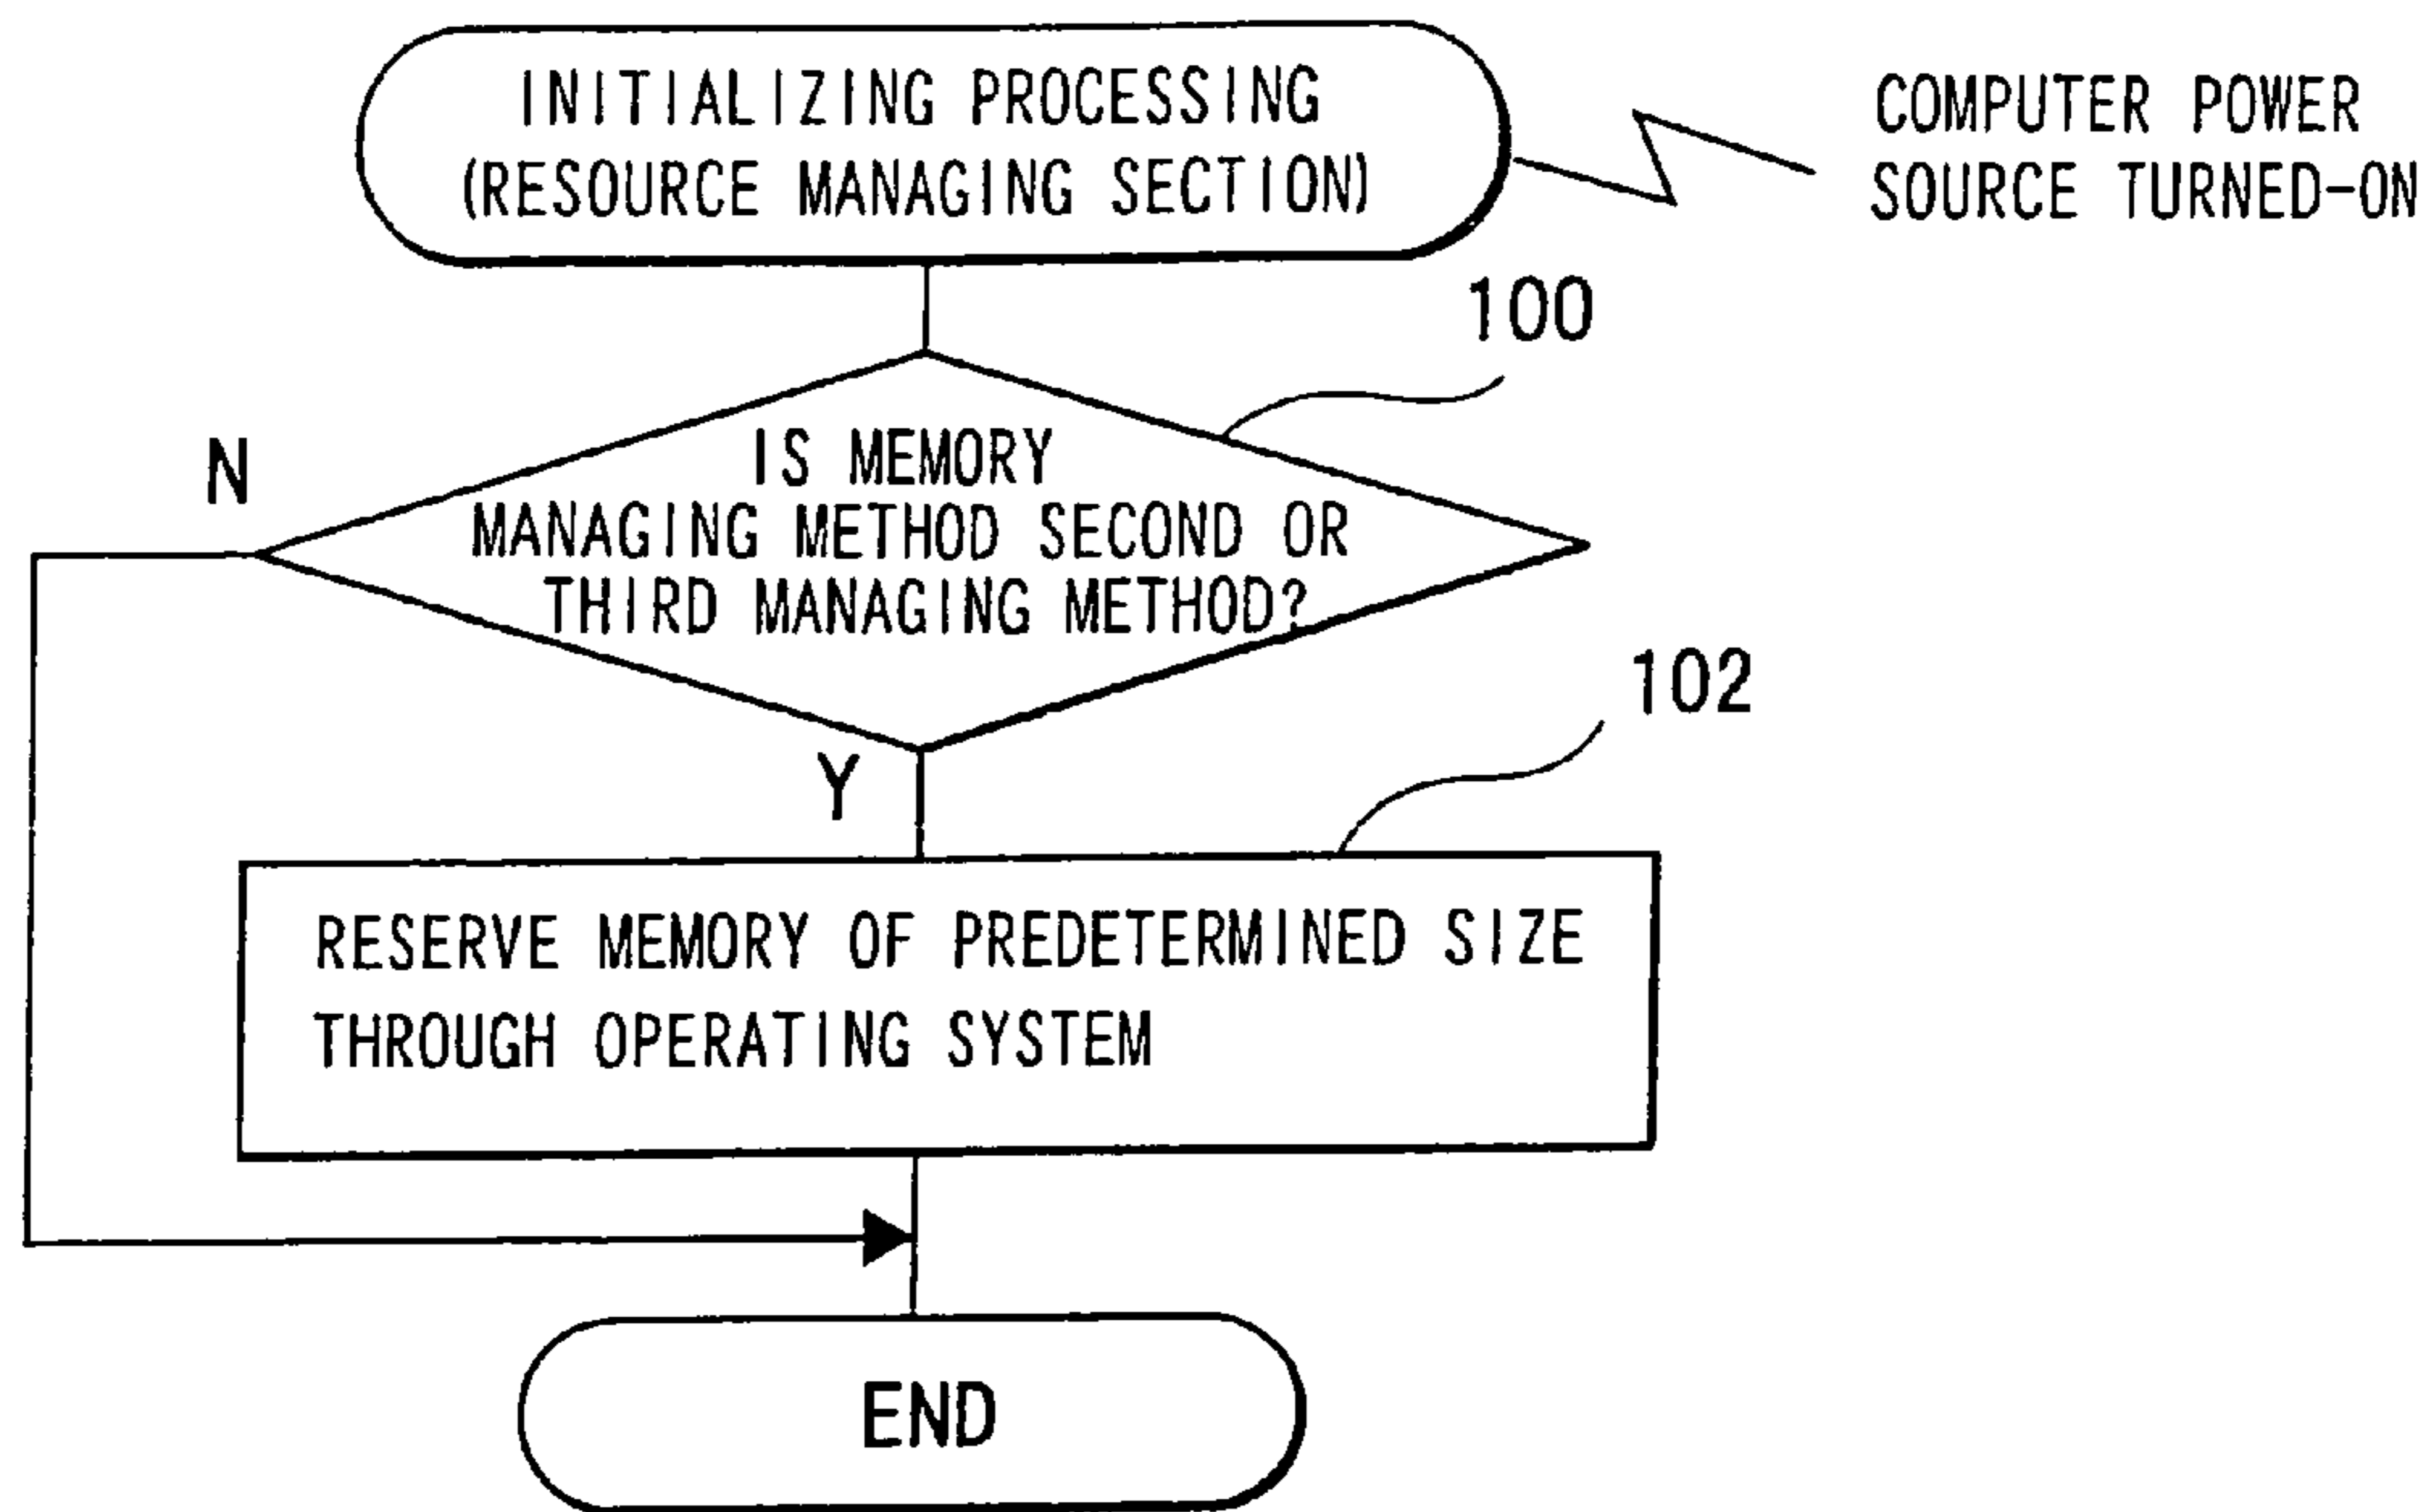 INITIALIZING PROCESSING
(RESOURCE MANAGING SECTION)
COMPUTER POWER
SOURCE TURNED-ON
100
N
IS MEMORY
MANAGING METHOD SECOND OR
THIRD MANAGING METHOD?
102
Y
RESERVE MEMORY OF PREDETERMINED SIZE
THROUGH OPERATING SYSTEM
END